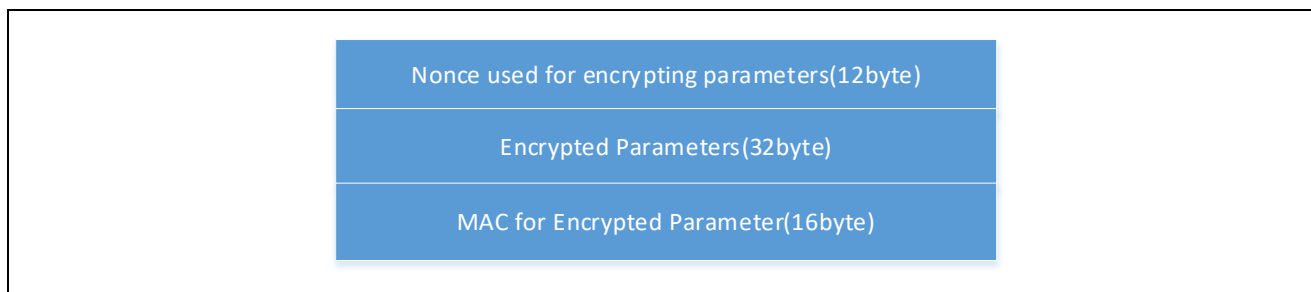 Nonce used for encrypting parameters(12byte)
Encrypted Parameters(32byte)
MAC for Encrypted Parameter(16byte)